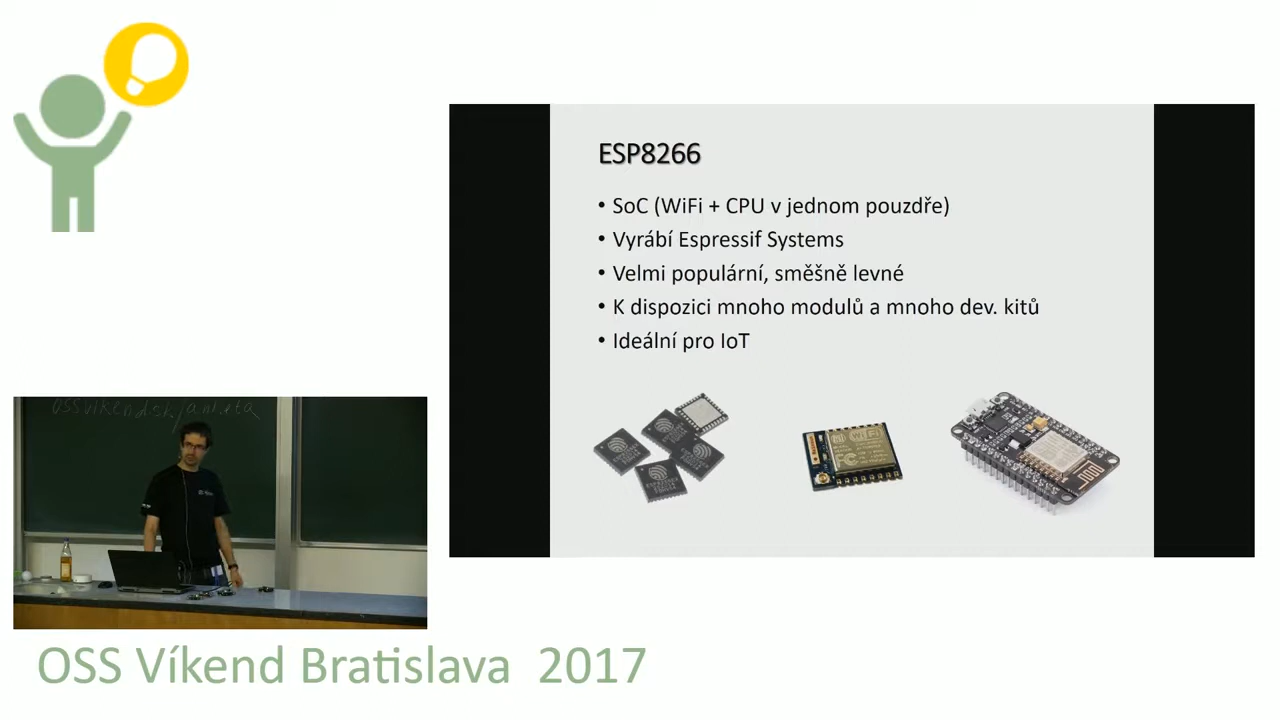 ESP8266
• SoC (WiFi + CPU v jednom pouzdře)
• Vyrábí Espressif Systems
• Velmi populární, směšně levné
• K dispozici mnoho modulů a mnoho dev. kitů
• Ideální pro IoT
WiFi
OSS Víkend Bratislava 2017